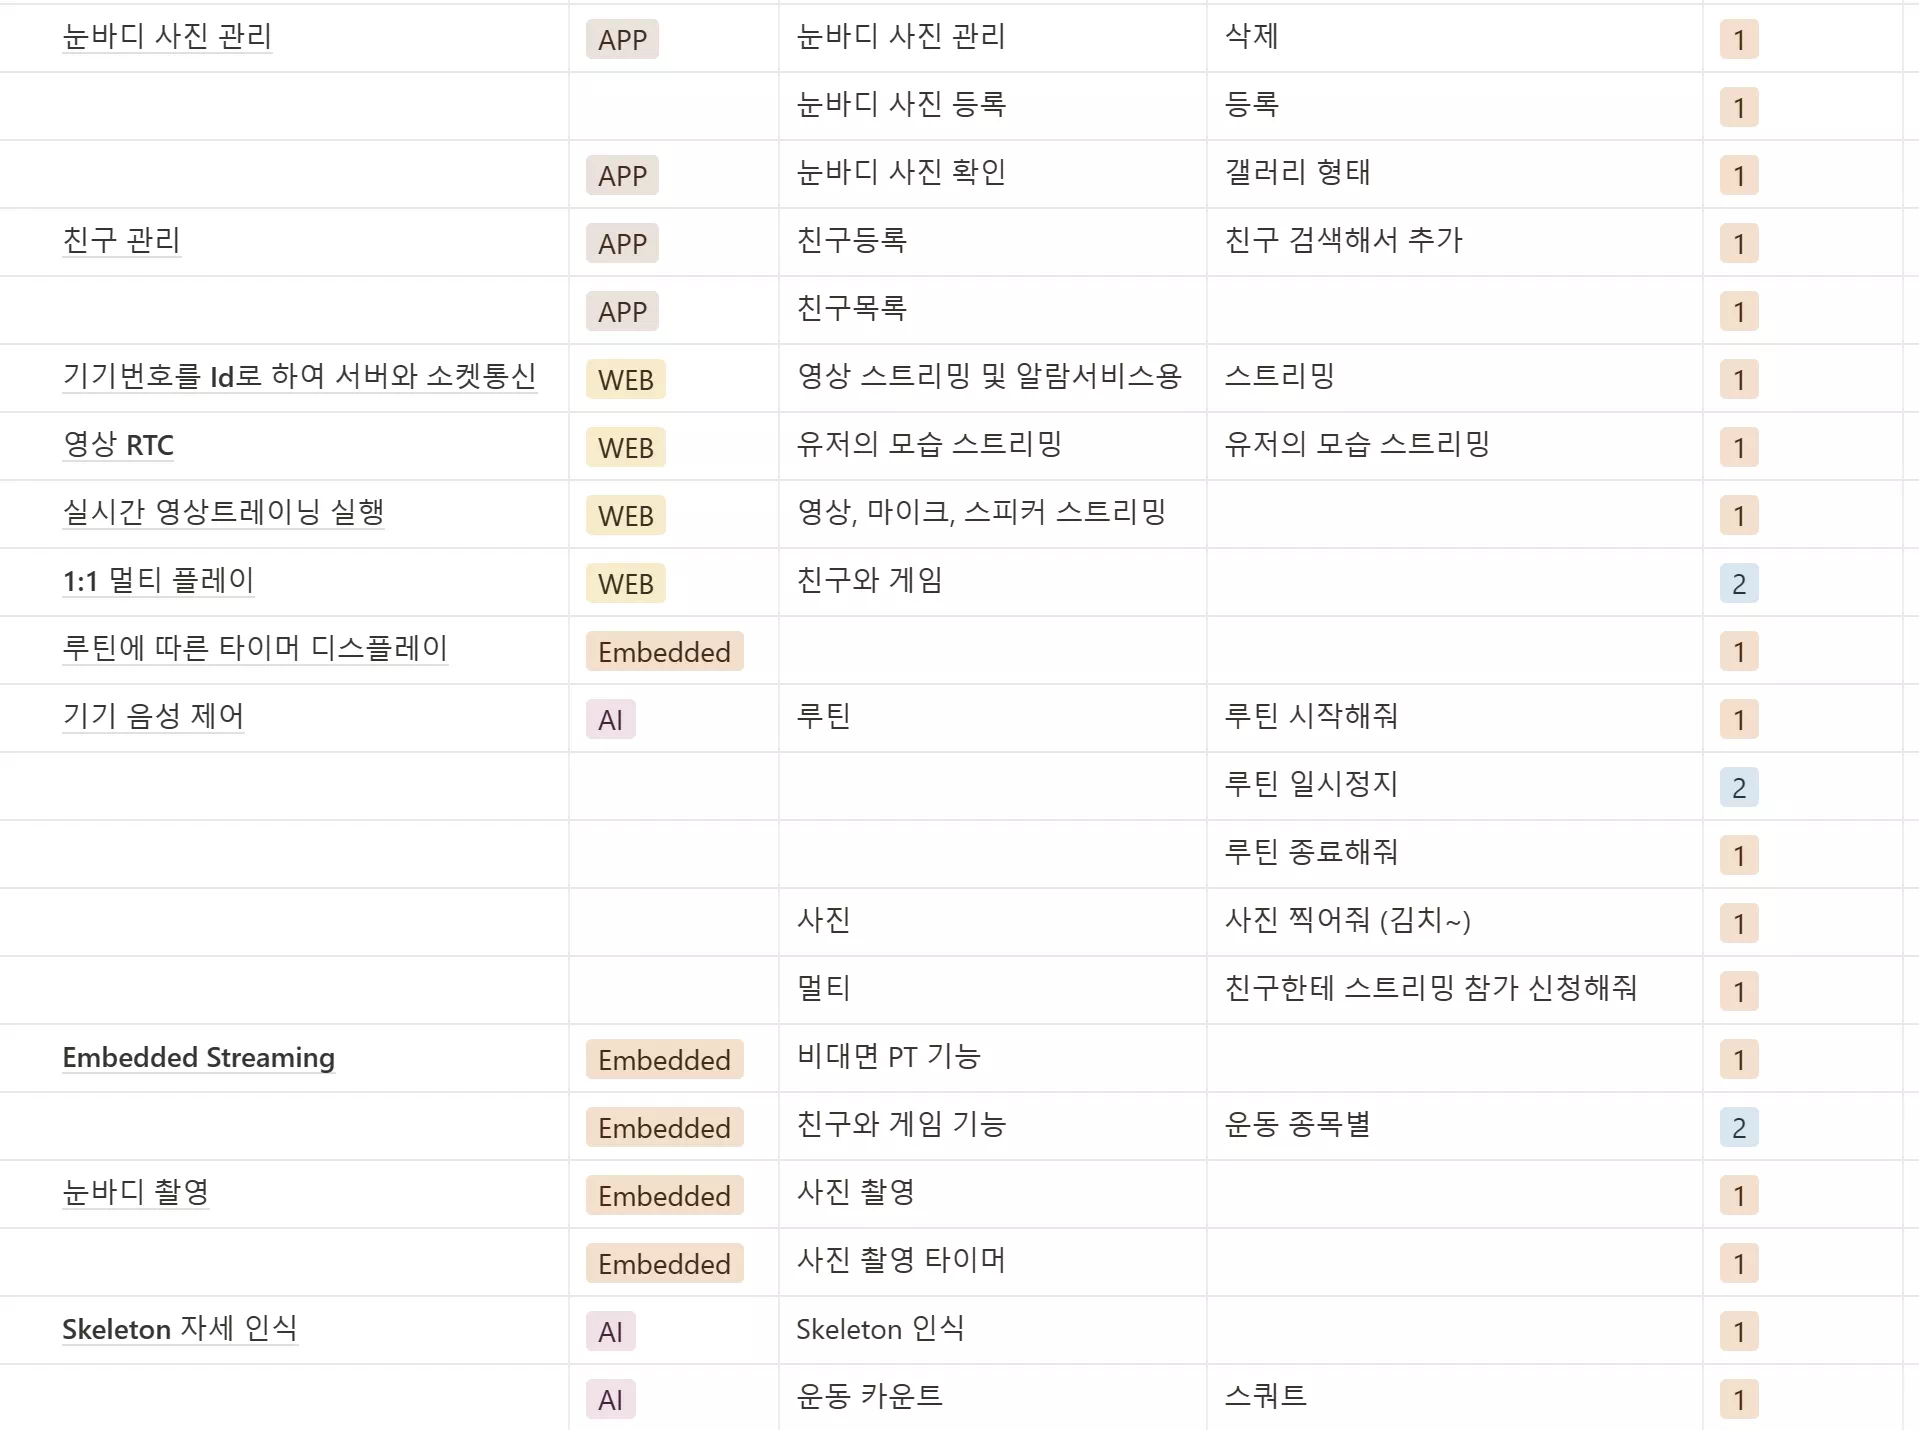 눈바디 사진 관리 APP 눈바디 사진 관리 삭제 1
눈바디 사진 등록 등록 1
APP 눈바디 사진 확인 갤러리 형태 1
친구 관리 APP 친구등록 친구 검색해서 추가 1
APP 친구목록 1
기기번호를 Id로 하여 서버와 소켓통신 WEB 영상 스트리밍 및 알람서비스용 스트리밍 1
영상 RTC WEB 유저의 모습 스트리밍 유저의 모습 스트리밍 1
실시간 영상트레이닝 실행 WEB 영상, 마이크, 스피커 스트리밍 1
1:1 멀티 플레이 WEB 친구와 게임 2
루틴에 따른 타이머 디스플레이 Embedded 1
기기 음성 제어 AI 루틴 루틴 시작해줘 1
루틴 일시정지 2
루틴 종료해줘 1
사진 사진 찍어줘 (김치~) 1
멀티 친구한테 스트리밍 참가 신청해줘 1
Embedded Streaming Embedded 비대면 PT 기능 1
Embedded 친구와 게임 기능 운동 종목별 2
눈바디 촬영 Embedded 사진 촬영 1
Embedded 사진 촬영 타이머 1
Skeleton 자세 인식 AI Skeleton 인식 1
AI 운동 카운트 스쿼트 1